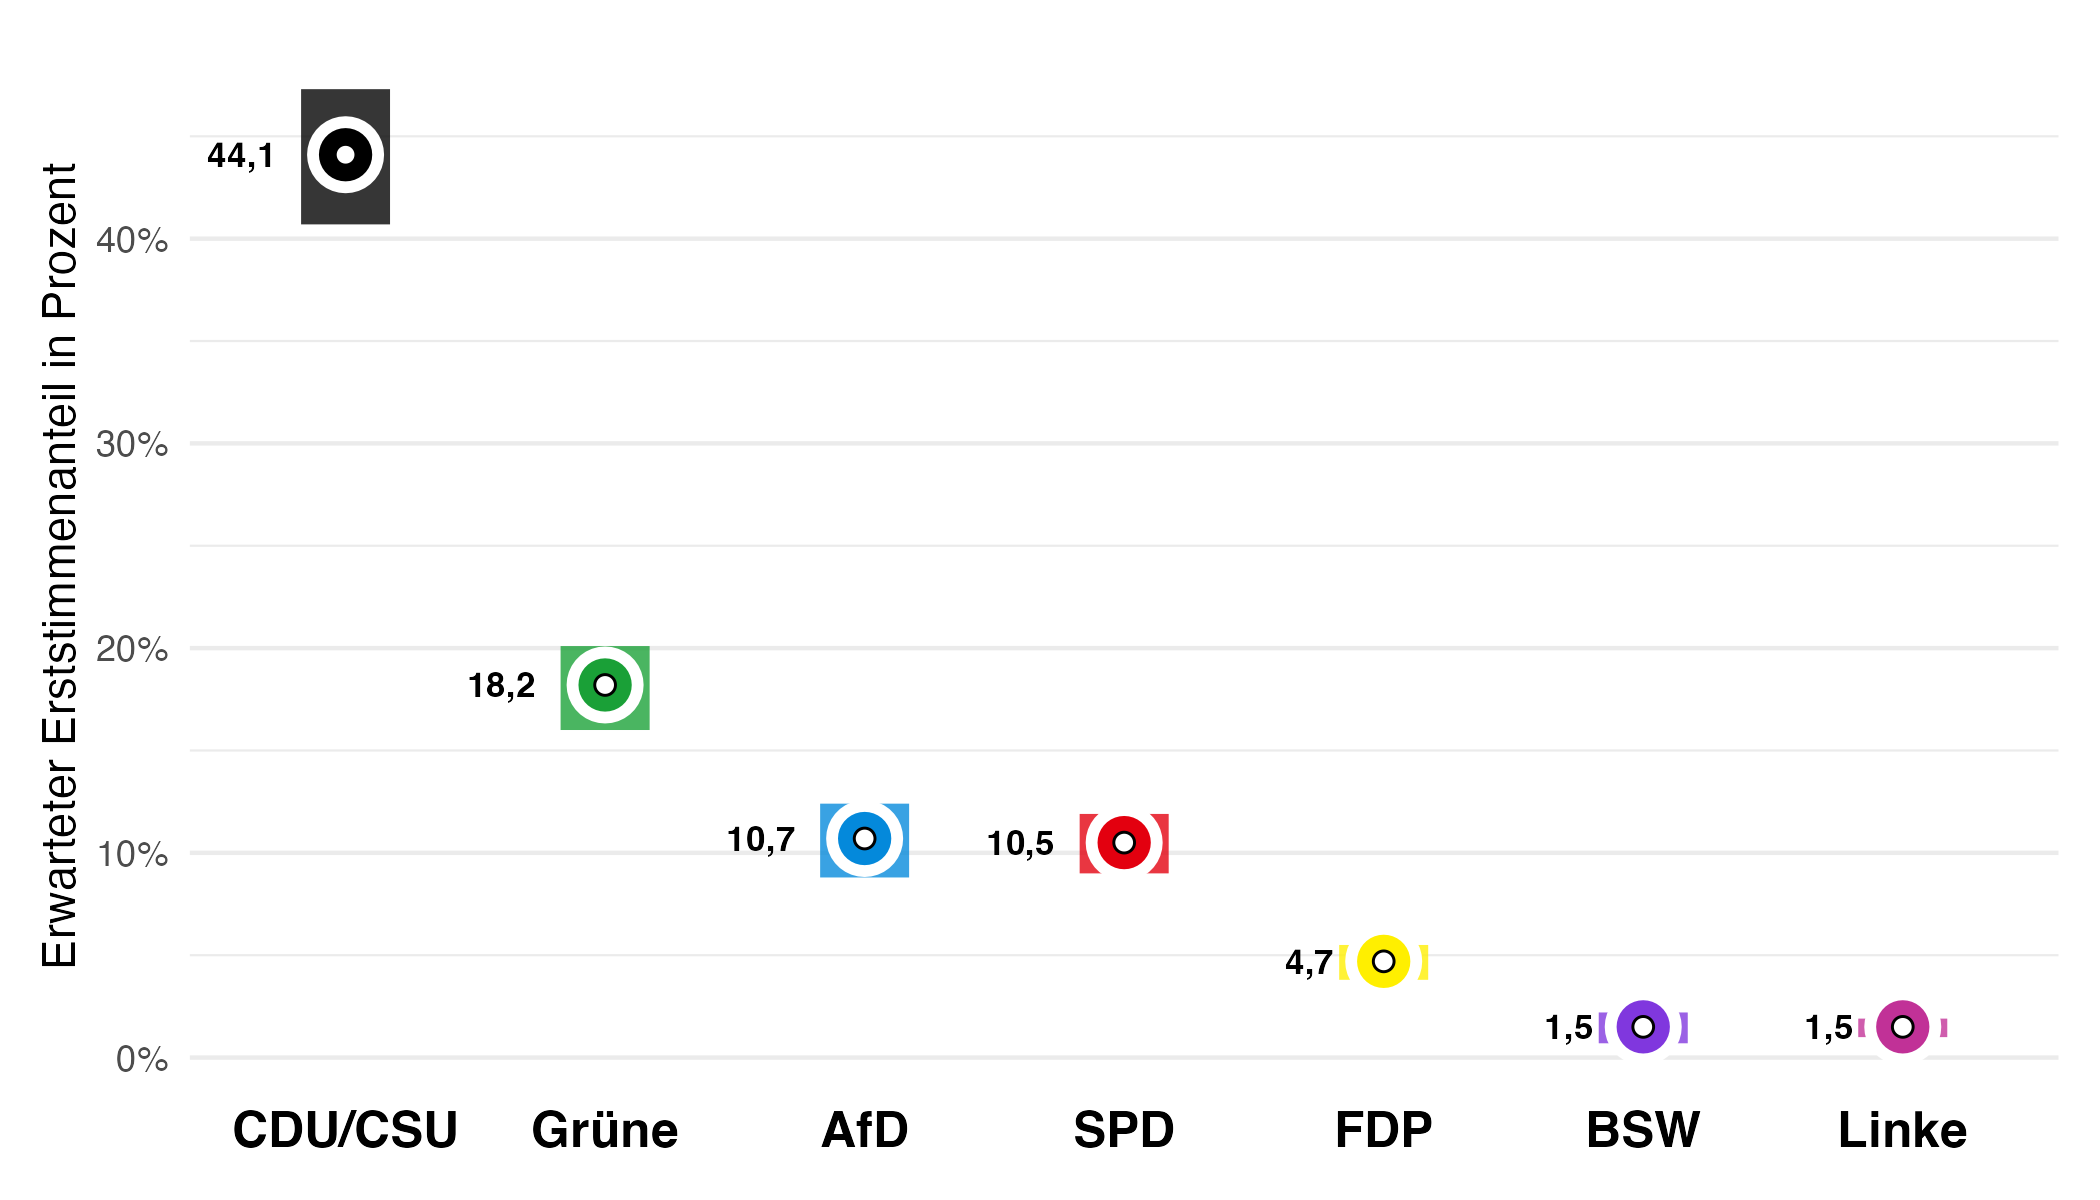 Erwarteter Erststimmenanteil in Prozent
40%
30%
20%
10%
0%
44,1
18,2
10,7
10,5
4,7
1,5
1,5
CDU/CSU
Grüne
AfD
SPD
FDP
BSW
Linke